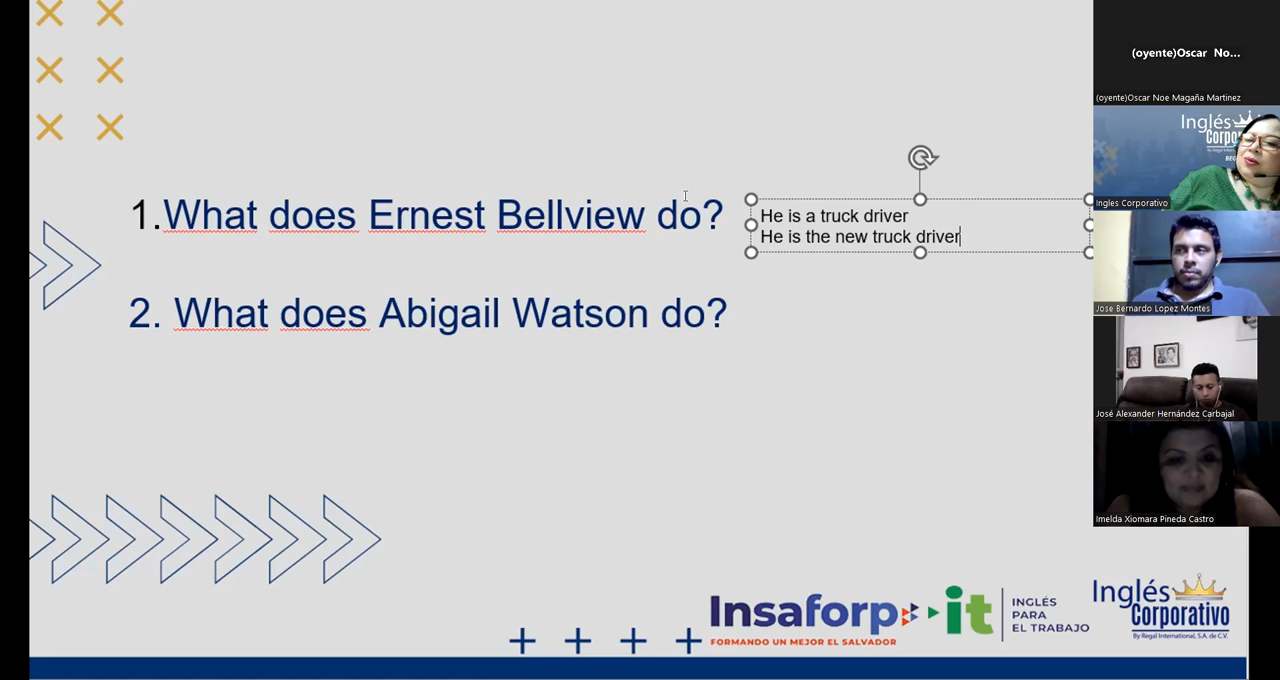 (oyente)Oscar No...
(oyente)Oscar Noe Magaña Martinez
Inglés
Corporativo
Jose Bernardo Lopez Montes
José Alexander Hernández Carbajal
Imelda Xiomara Pineda Castro
1.What does Ernest Bellview do?
He is a truck driver
He is the new truck driver
2. What does Abigail Watson do?
Insaforp
FORMANDO UN MEJOR EL SALVADOR
it
INGLÉS
PARA
EL TRABAJO
Inglés
Corporativo
By Regal International, S.A. de C.V.
Ingles Corporativo